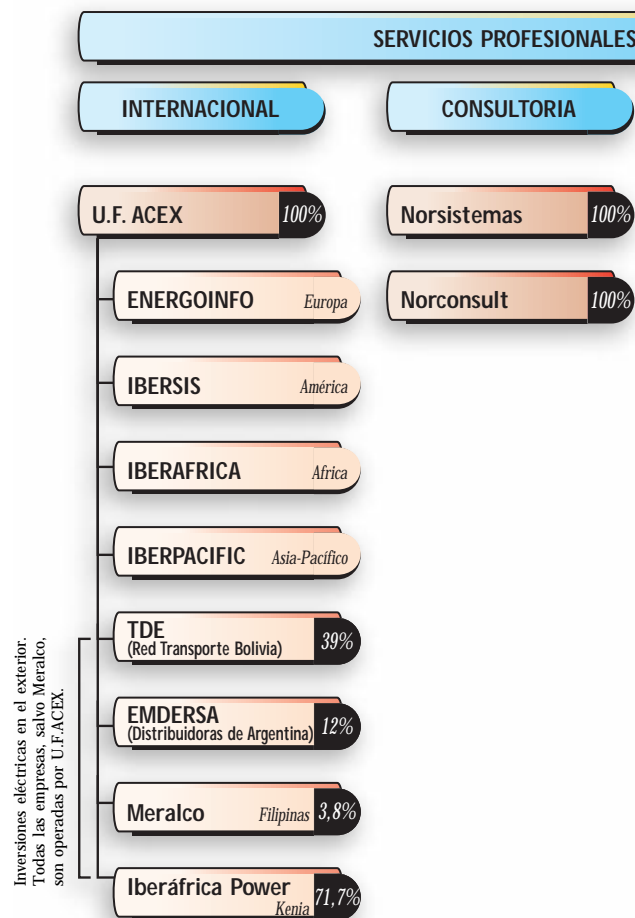 SERVICIOS PROFESIONALES
INTERNACIONAL
CONSULTORIA
U.F. ACEX 100%
Norsistemas 100%
ENERGOINFO Europa
Norconsult 100%
IBERSIS América
IBERAFRICA Africa
IBERPACIFIC Asia-Pacífico
TDE
(Red Transporte Bolivia) 39%
EMDERSA
(Distribuidoras de Argentina) 12%
Meralco Filipinas 3,8%
Iberáfrica Power
Kenia 71,7%
Inversiones eléctricas en el exterior.
Todas las empresas, salvo Meralco,
son operadas por U.F.ACEX.